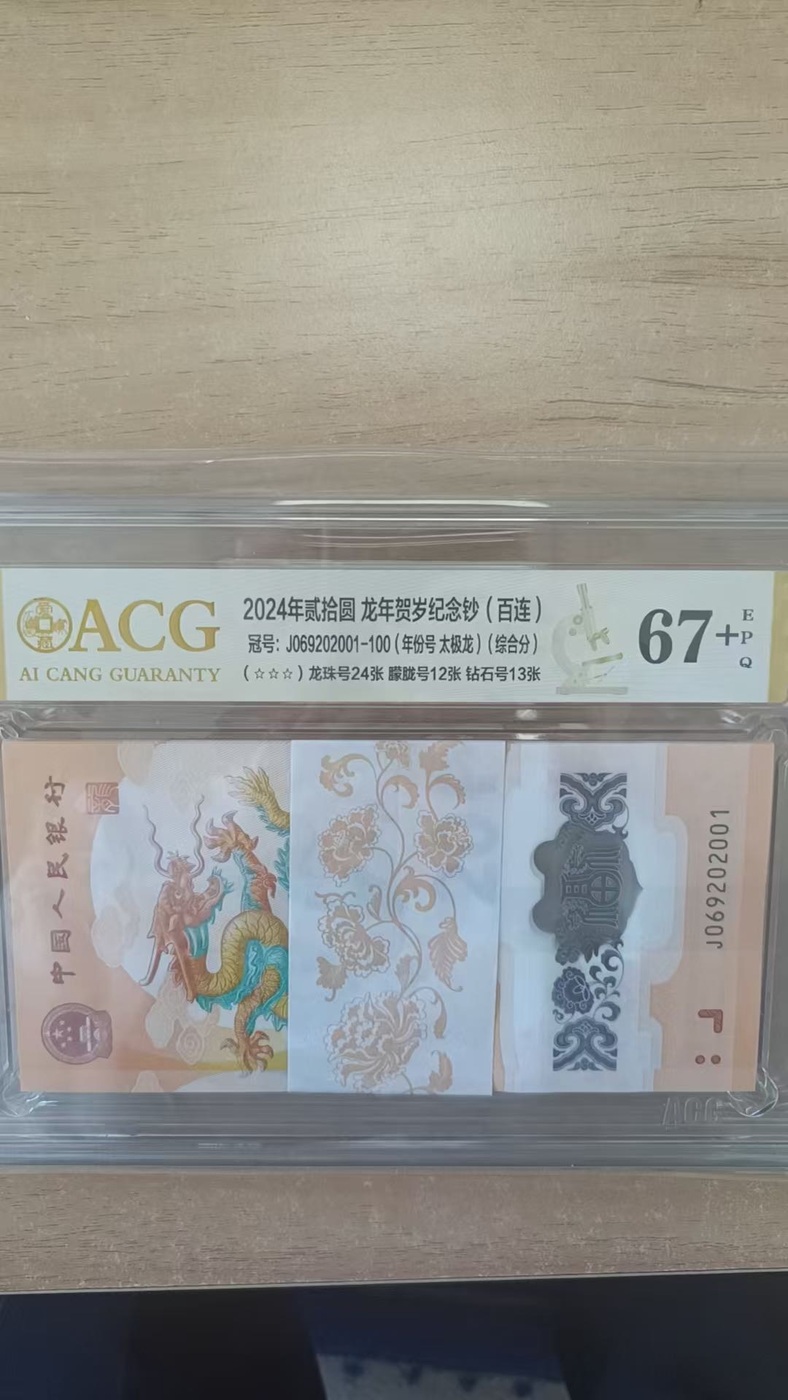 ACG
AI CANG GUARANTY
2024年贰拾圆 龙年贺岁纪念钞（百连）
冠号：J069202001-100（年份号 太极龙）（综合分）
（☆☆☆）龙珠号24张 朦胧号12张 钻石号13张
67+
EPQ
中国人民银行
J069202001
ACG